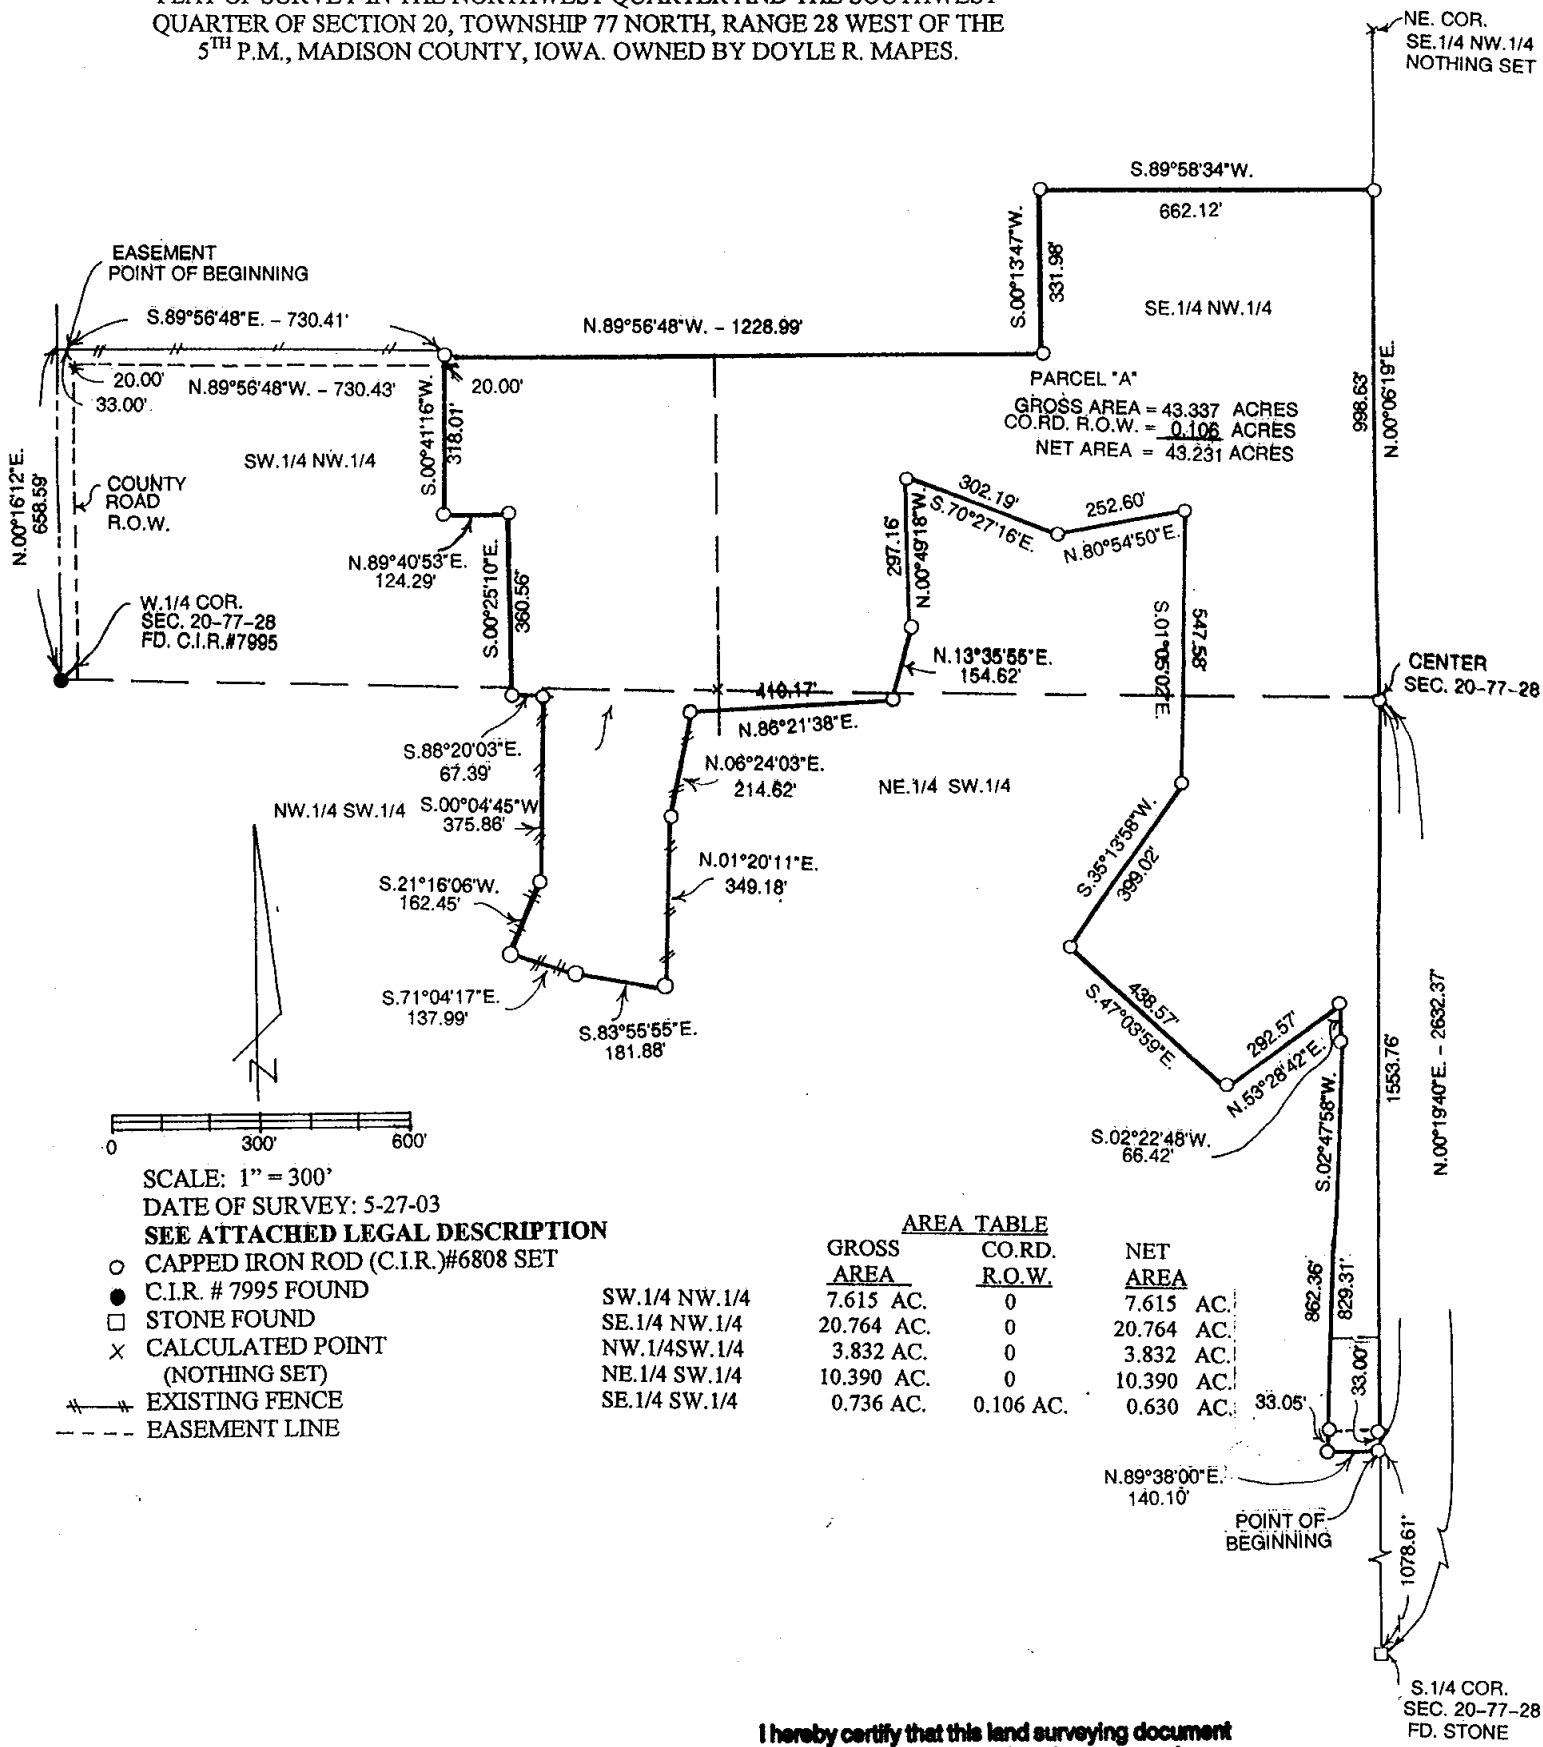 PLAT OF SURVEY IN THE NORTHWEST QUARTER AND THE SOUTHWEST
QUARTER OF SECTION 20, TOWNSHIP 77 NORTH, RANGE 28 WEST OF THE
5TH P.M., MADISON COUNTY, IOWA. OWNED BY DOYLE R. MAPES.
NE. COR.
SE.1/4 NW.1/4
NOTHING SET
S.89°58'34"W.
662.12'
S.00°13'47"W.
331.98'
SE.1/4 NW.1/4
EASEMENT
POINT OF BEGINNING
S.89°56'48"E. - 730.41'
N.89°56'48"W. - 1228.99'
20.00'
N.89°56'48"W. - 730.43'
20.00'
33.00'
S.00°41'16"W.
318.01'
PARCEL "A"
GROSS AREA = 43.337 ACRES
CO.RD. R.O.W. = 0.106 ACRES
NET AREA = 43.231 ACRES
998.63'
N.00°06'19"E.
SW.1/4 NW.1/4
N.00°16'12"E.
658.59'
COUNTY
ROAD
R.O.W.
N.89°40'53"E.
124.29'
S.00°25'10"E.
360.56'
297.16'
N.00°49'18"W.
302.19'
S.70°27'16"E.
252.60'
N.80°54'50"E.
S.01°05'02"E.
547.58'
W.1/4 COR.
SEC. 20-77-28
FD. C.I.R.#7995
N.13°35'55"E.
154.62'
CENTER
SEC. 20-77-28
410.17'
N.86°21'38"E.
S.88°20'03"E.
67.39'
N.06°24'03"E.
214.62'
NE.1/4 SW.1/4
NW.1/4 SW.1/4
S.00°04'45"W
375.86'
S.35°13'58"W.
399.02'
N.01°20'11"E.
349.18'
S.21°16'06"W.
162.45'
S.71°04'17"E.
137.99'
S.83°55'55"E.
181.88'
438.57'
S.47°03'59"E.
292.57'
N.53°28'42"E.
1553.76'
N.00°19'40"E. - 2632.37'
N
S.02°22'48"W.
66.42'
S.02°47'58"W.
0 300' 600'
SCALE: 1" = 300'
DATE OF SURVEY: 5-27-03
SEE ATTACHED LEGAL DESCRIPTION
CAPPED IRON ROD (C.I.R.)#6808 SET
C.I.R. # 7995 FOUND
STONE FOUND
CALCULATED POINT
(NOTHING SET)
EXISTING FENCE
EASEMENT LINE
AREA TABLE
GROSS CO.RD. NET
AREA R.O.W. AREA
SW.1/4 NW.1/4 7.615 AC. 0 7.615 AC.
SE.1/4 NW.1/4 20.764 AC. 0 20.764 AC.
NW.1/4SW.1/4 3.832 AC. 0 3.832 AC.
NE.1/4 SW.1/4 10.390 AC. 0 10.390 AC.
SE.1/4 SW.1/4 0.736 AC. 0.106 AC. 0.630 AC.
862.36'
829.31'
33.00'
33.05'
N.89°38'00"E.
140.10'
POINT OF
BEGINNING
1078.61'
S.1/4 COR.
SEC. 20-77-28
FD. STONE
I hereby certify that this land surveying document